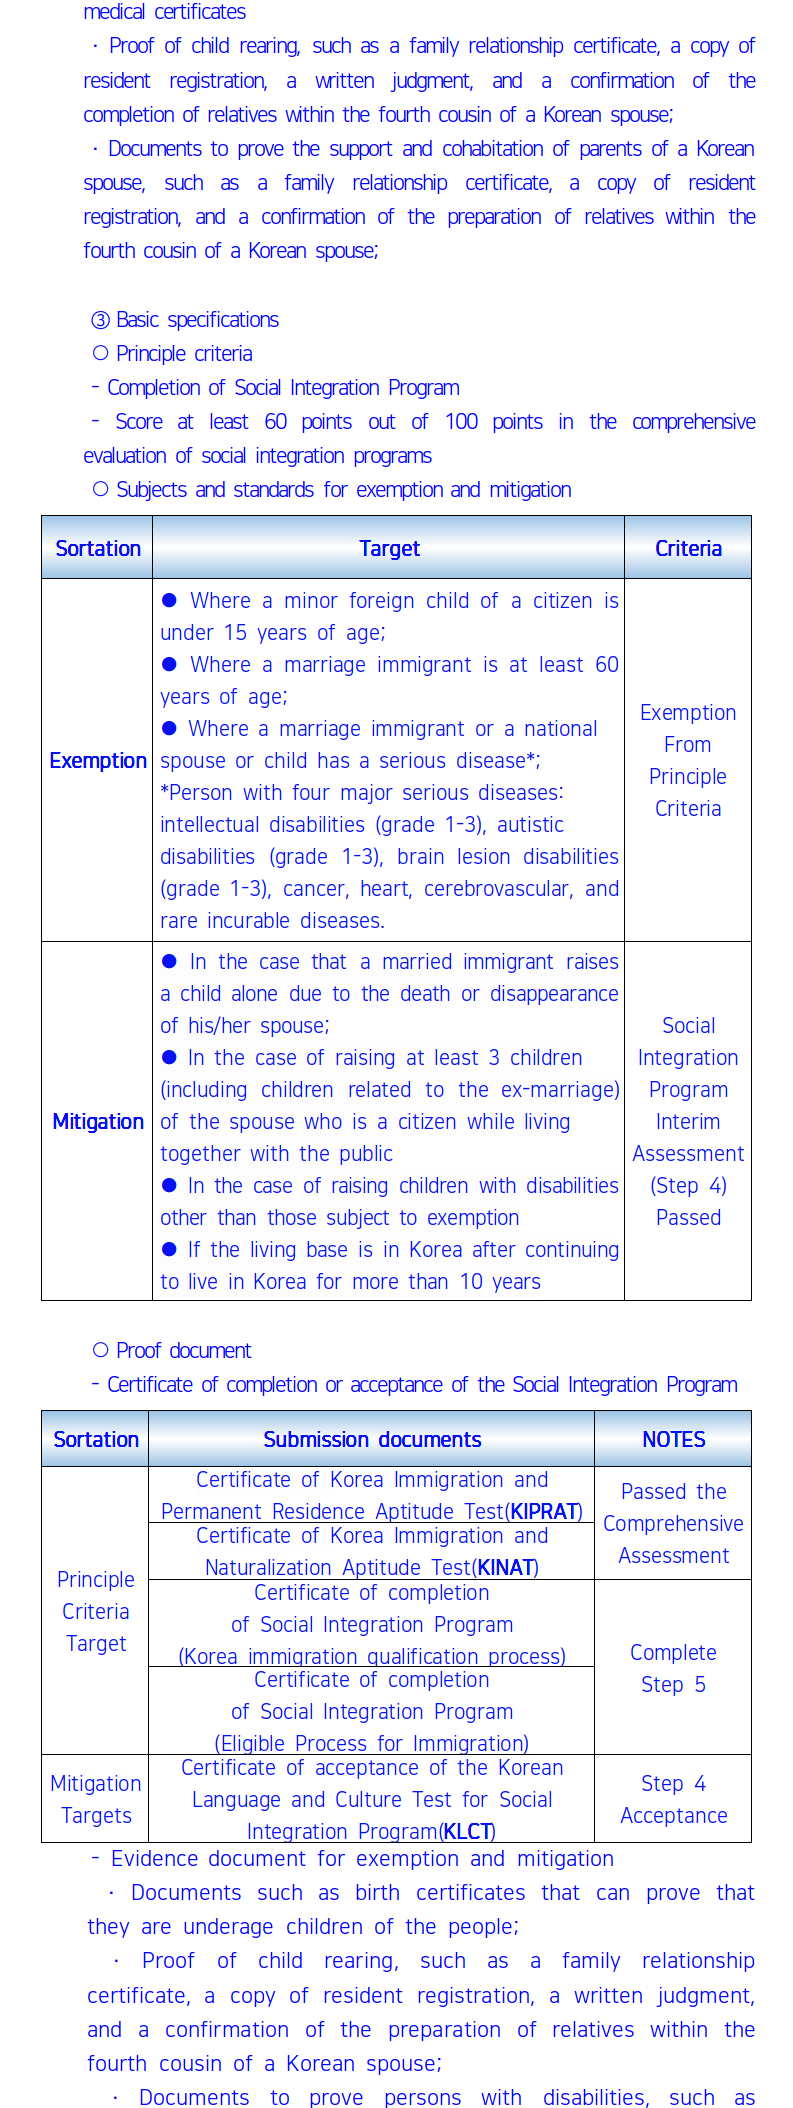 medical certificates
· Proof of child rearing, such as a family relationship certificate, a copy of
resident registration, a written judgment, and a confirmation of the
completion of relatives within the fourth cousin of a Korean spouse;
· Documents to prove the support and cohabitation of parents of a Korean
spouse, such as a family relationship certificate, a copy of resident
registration, and a confirmation of the preparation of relatives within the
fourth cousin of a Korean spouse;
③ Basic specifications
○ Principle criteria
- Completion of Social Integration Program
- Score at least 60 points out of 100 points in the comprehensive
evaluation of social integration programs
○ Subjects and standards for exemption and mitigation
Sortation
Target
Criteria
Exemption
● Where a minor foreign child of a citizen is
under 15 years of age;
● Where a marriage immigrant is at least 60
years of age;
● Where a marriage immigrant or a national
spouse or child has a serious disease*;
*Person with four major serious diseases:
intellectual disabilities (grade 1-3), autistic
disabilities (grade 1-3), brain lesion disabilities
(grade 1-3), cancer, heart, cerebrovascular, and
rare incurable diseases.
Exemption
From
Principle
Criteria
Mitigation
● In the case that a married immigrant raises
a child alone due to the death or disappearance
of his/her spouse;
● In the case of raising at least 3 children
(including children related to the ex-marriage)
of the spouse who is a citizen while living
together with the public
● In the case of raising children with disabilities
other than those subject to exemption
● If the living base is in Korea after continuing
to live in Korea for more than 10 years
Social
Integration
Program
Interim
Assessment
(Step 4)
Passed
○ Proof document
- Certificate of completion or acceptance of the Social Integration Program
Sortation
Submission documents
NOTES
Principle
Criteria
Target
Certificate of Korea Immigration and
Permanent Residence Aptitude Test(KIPRAT)
Certificate of Korea Immigration and
Naturalization Aptitude Test(KINAT)
Passed the
Comprehensive
Assessment
Certificate of completion
of Social Integration Program
(Korea immigration qualification process)
Certificate of completion
of Social Integration Program
(Eligible Process for Immigration)
Complete
Step 5
Mitigation
Targets
Certificate of acceptance of the Korean
Language and Culture Test for Social
Integration Program(KLCT)
Step 4
Acceptance
- Evidence document for exemption and mitigation
· Documents such as birth certificates that can prove that
they are underage children of the people;
· Proof of child rearing, such as a family relationship
certificate, a copy of resident registration, a written judgment,
and a confirmation of the preparation of relatives within the
fourth cousin of a Korean spouse;
· Documents to prove persons with disabilities, such as